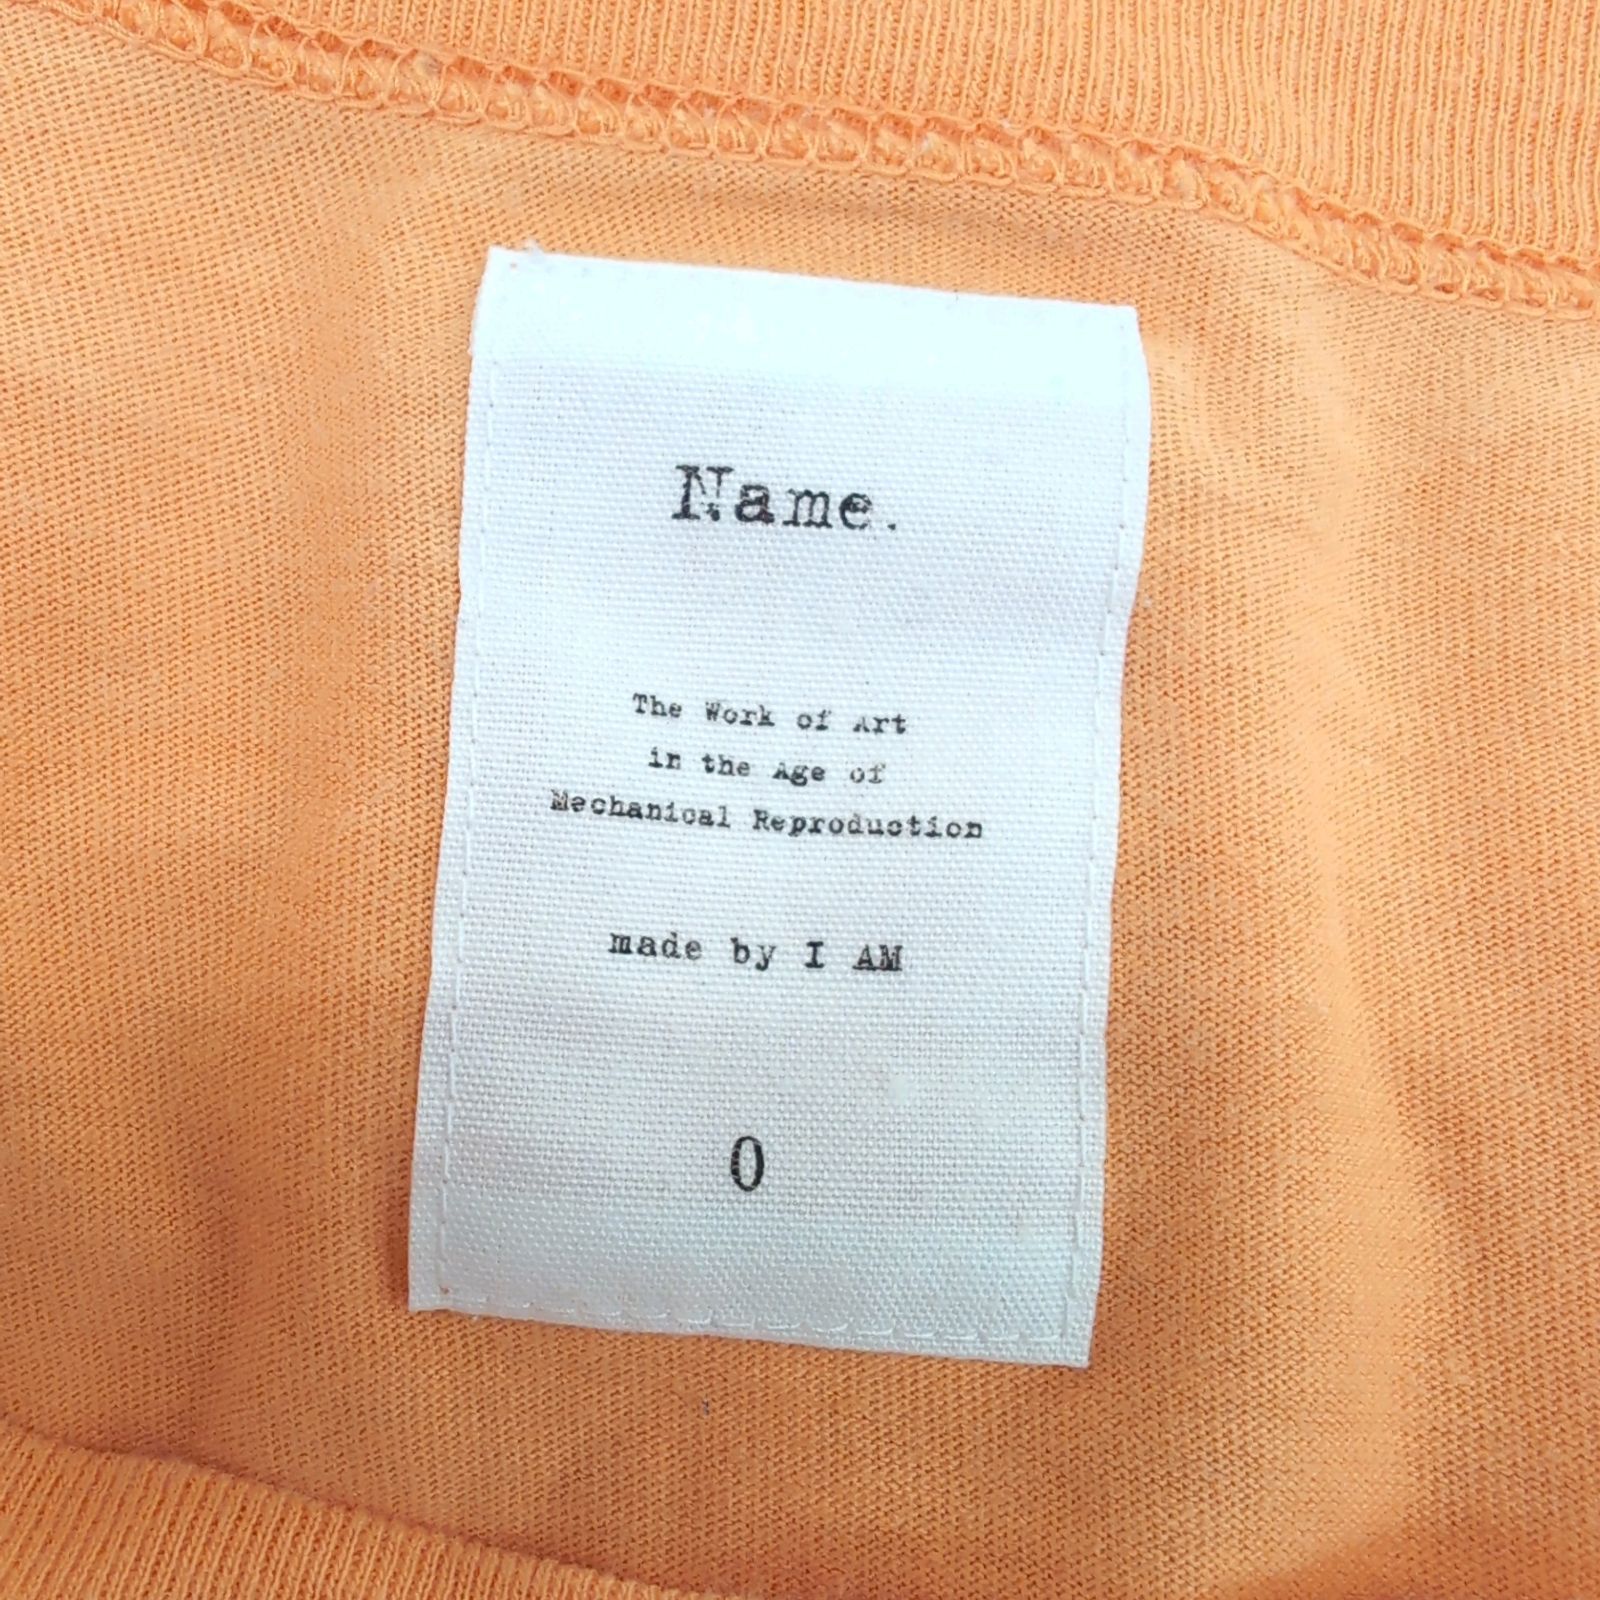 Name.
The Work of Art
in the Age of
Mechanical Reproduction
made by I AM
0